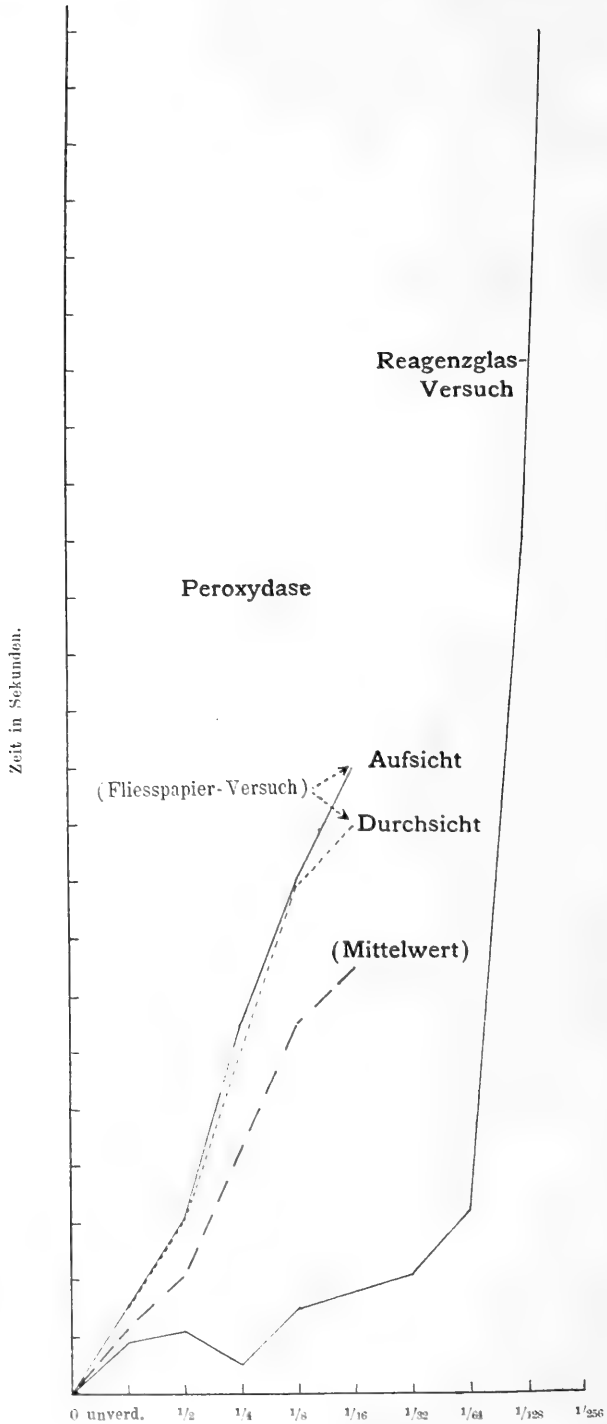 Reagenzglas-
Versuch
Peroxydase
Zeit in Sekunden.
Aufsicht
(Fliesspapier-Versuch)
Durchsicht
(Mittelwert)
0 unverd. 1/2 1/4 1/8 1/16 1/32 1/64 1/128 1/256